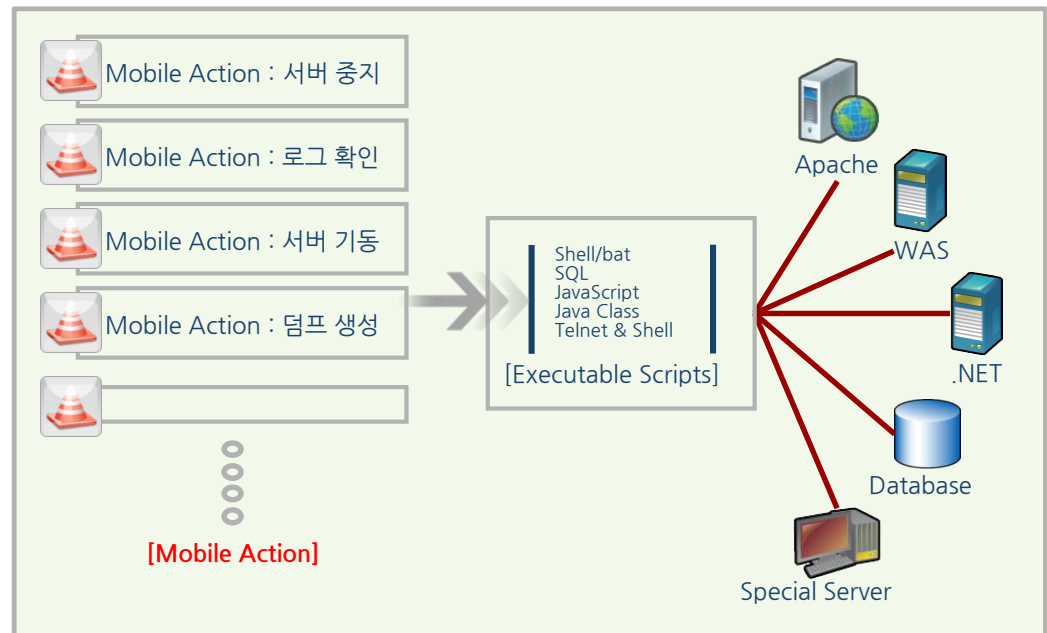 Mobile Action : 서버 중지
Mobile Action : 로그 확인
Mobile Action : 서버 기동
Mobile Action : 덤프 생성
[Mobile Action]
Shell/bat
SQL
JavaScript
Java Class
Telnet & Shell
[Executable Scripts]
Apache
WAS
.NET
Database
Special Server